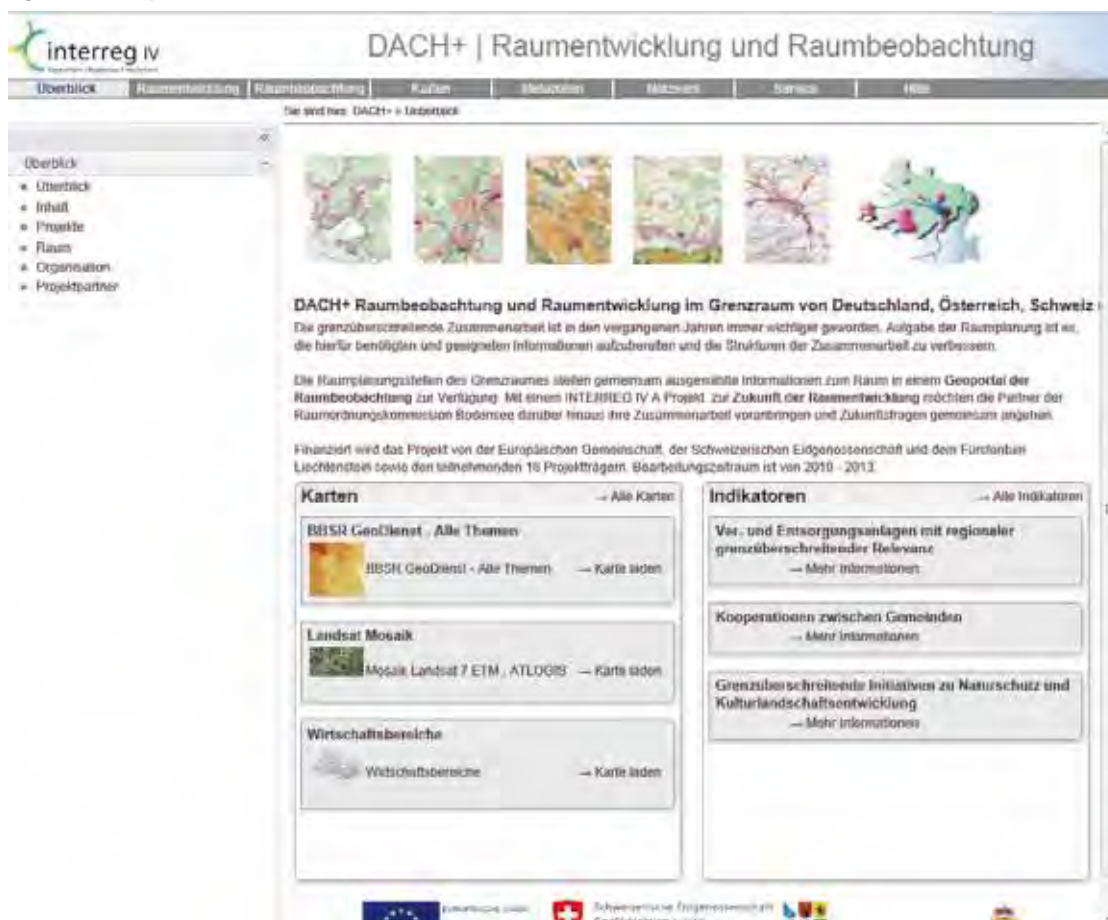 interreg IV
DACH+ | Raumentwicklung und Raumbeobachtung
Überblick Raumentwicklung Raumbeobachtung Karten Metadaten Netzwerk Service Hilfe
Sie sind hier: DACH+ » Ueberblick
Überblick
Überblick
Inhalt
Projekte
Raum
Organisation
Projektpartner
DACH+ Raumbeobachtung und Raumentwicklung im Grenzraum von Deutschland, Österreich, Schweiz
Die grenzüberschreitende Zusammenarbeit ist in den vergangenen Jahren immer wichtiger geworden. Aufgabe der Raumplanung ist es,
die hierfür benötigten und geeigneten Informationen aufzubereiten und die Strukturen der Zusammenarbeit zu verbessern.
Die Raumplanungsstellen des Grenzraumes stellen gemeinsam ausgewählte Informationen zum Raum in einem Geoportal der
Raumbeobachtung zur Verfügung. Mit einem INTERREG IV A Projekt zur Zukunft der Raumentwicklung möchten die Partner der
Raumordnungskommission Bodensee darüber hinaus ihre Zusammenarbeit voranbringen und Zukunftsfragen gemeinsam angehen.
Finanziert wird das Projekt von der Europäischen Gemeinschaft, der Schweizerischen Eidgenossenschaft und dem Fürstentum
Liechtenstein sowie den teilnehmenden 16 Projektträgern. Bearbeitungszeitraum ist von 2010 - 2013.
Karten → Alle Karten
BBSR GeoDienst - Alle Themen
BBSR GeoDienst - Alle Themen → Karte laden
Landsat Mosaik
Mosaik Landsat 7 ETM, ATLOGIS → Karte laden
Wirtschaftsbereiche
Wirtschaftsbereiche → Karte laden
Indikatoren → Alle Indikatoren
Ver- und Entsorgungsanlagen mit regionaler
grenzüberschreitender Relevanz
→ Mehr Informationen
Kooperationen zwischen Gemeinden
→ Mehr Informationen
Grenzüberschreitende Initiativen zu Naturschutz und
Kulturlandschaftsentwicklung
→ Mehr Informationen
Schweizerische Eidgenossenschaft